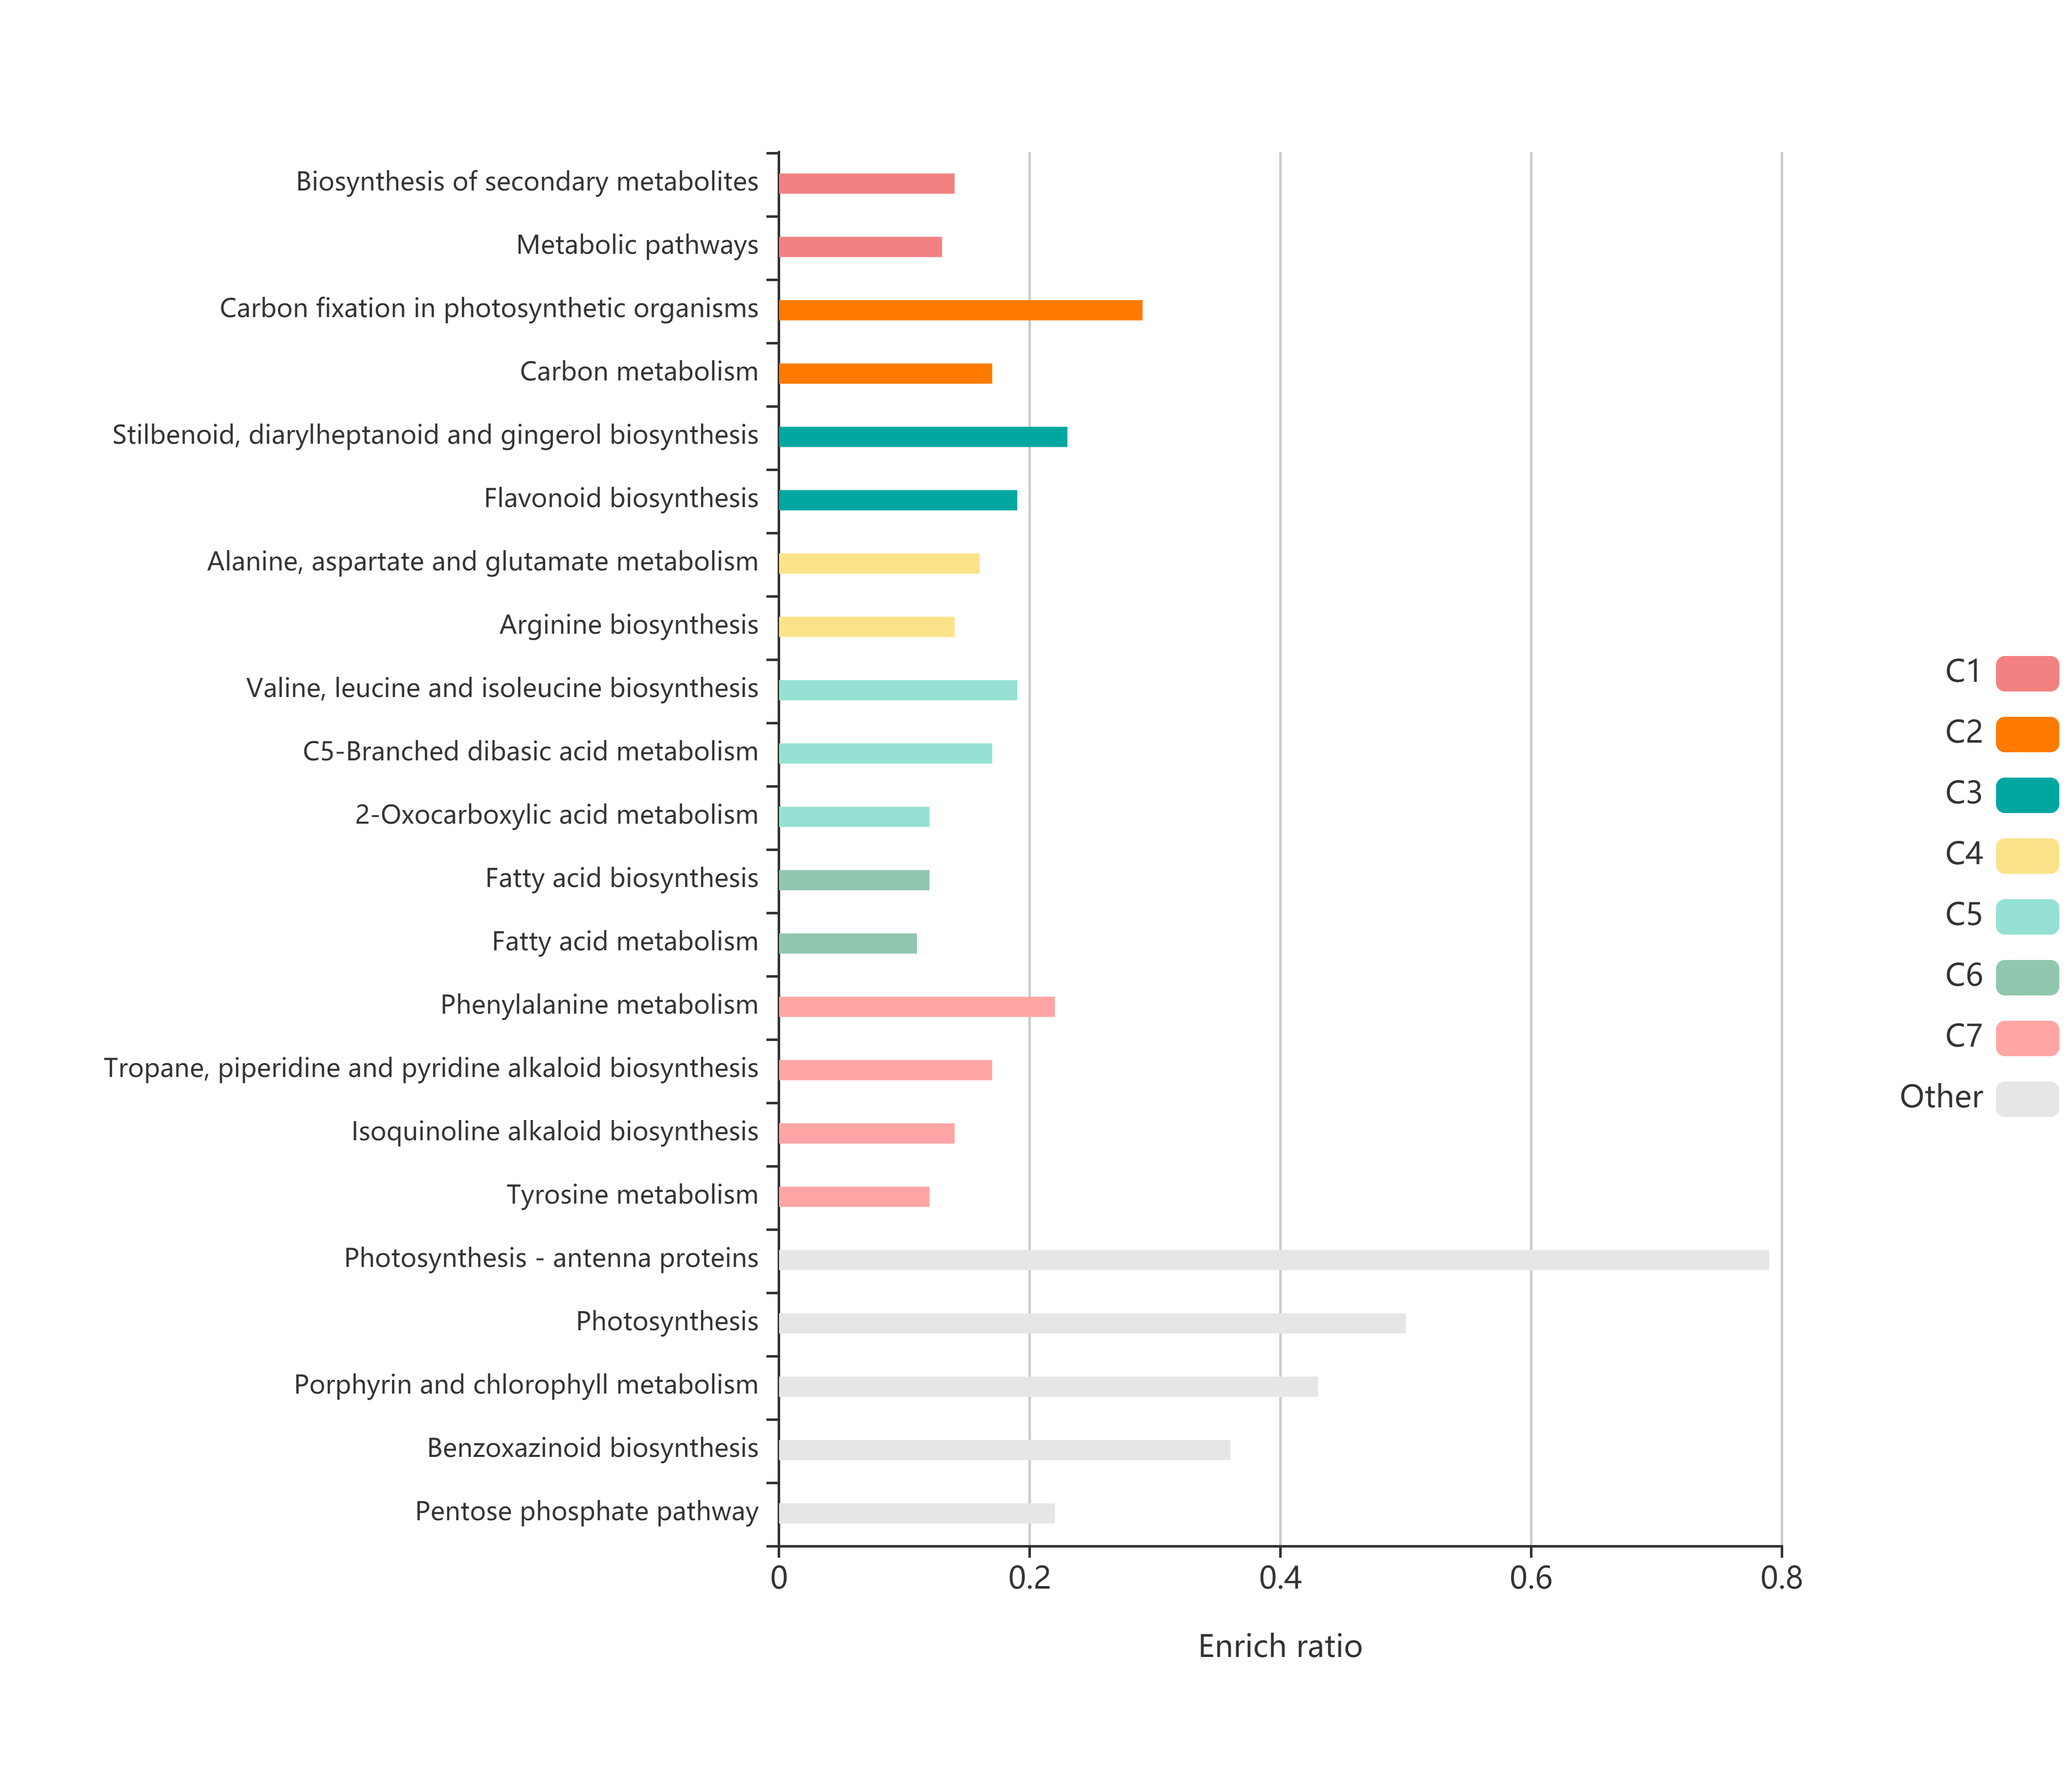 Biosynthesis of secondary metabolites
Metabolic pathways
Carbon fixation in photosynthetic organisms
Carbon metabolism
Stilbenoid, diarylheptanoid and gingerol biosynthesis
Flavonoid biosynthesis
Alanine, aspartate and glutamate metabolism
Arginine biosynthesis
Valine, leucine and isoleucine biosynthesis
C5-Branched dibasic acid metabolism
2-Oxocarboxylic acid metabolism
Fatty acid biosynthesis
Fatty acid metabolism
Phenylalanine metabolism
Tropane, piperidine and pyridine alkaloid biosynthesis
Isoquinoline alkaloid biosynthesis
Tyrosine metabolism
Photosynthesis - antenna proteins
Photosynthesis
Porphyrin and chlorophyll metabolism
Benzoxazinoid biosynthesis
Pentose phosphate pathway
0 0.2 0.4 0.6 0.8
Enrich ratio
C1
C2
C3
C4
C5
C6
C7
Other